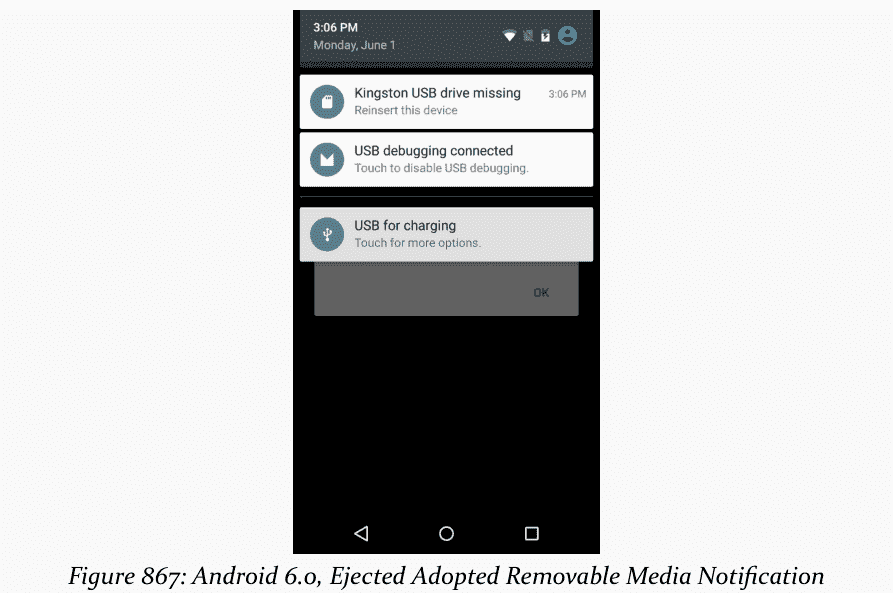 3:06 PM
Monday, June 1
Kingston USB drive missing 3:06 PM
Reinsert this device
USB debugging connected
Touch to disable USB debugging.
USB for charging
Touch for more options.
OK
Figure 867: Android 6.0, Ejected Adopted Removable Media Notification